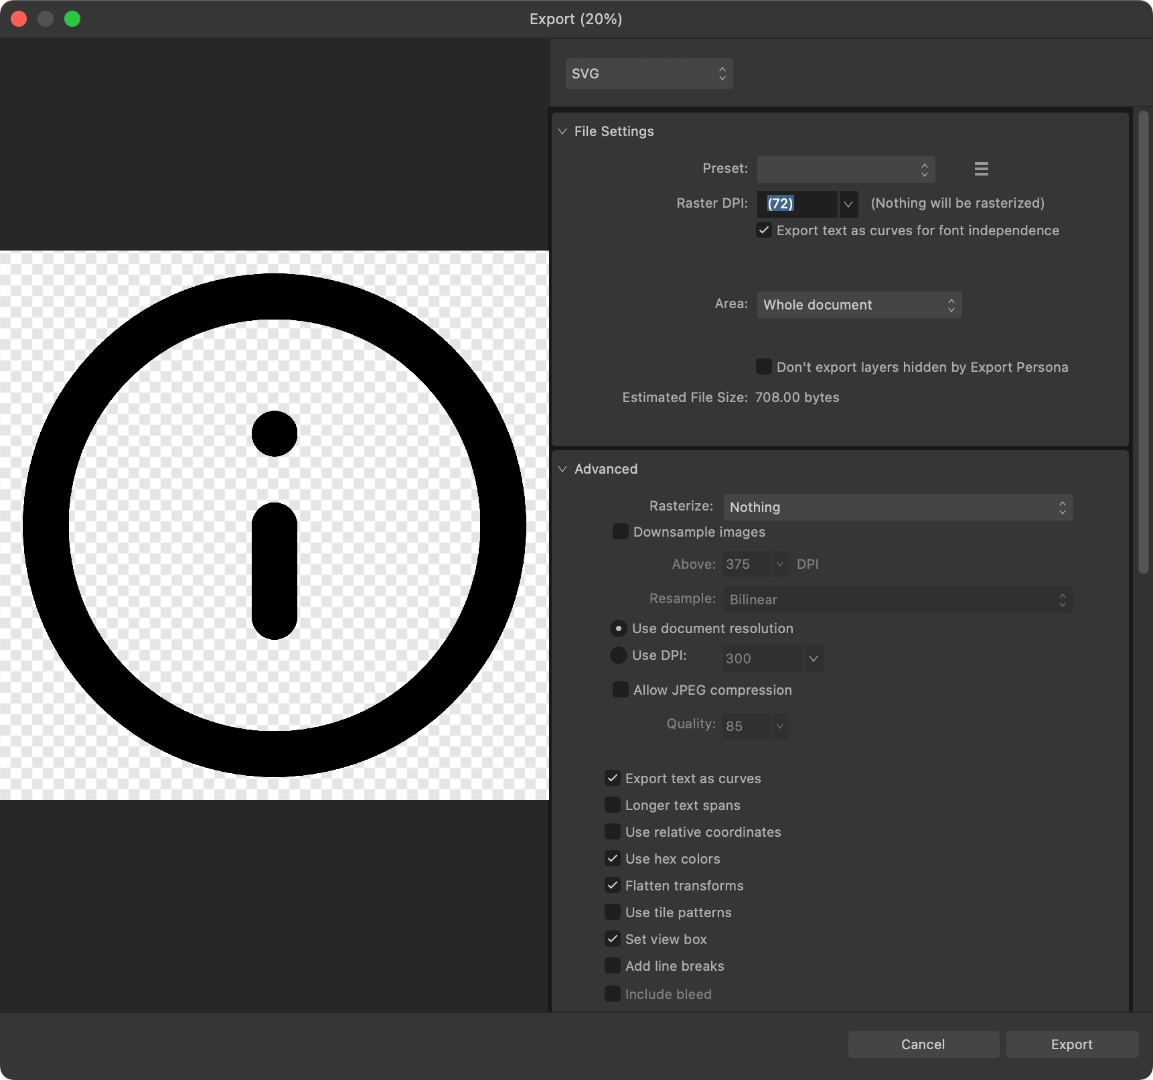 Export (20%)
SVG
File Settings
Preset:
Raster DPI: (72) (Nothing will be rasterized)
Export text as curves for font independence
Area: Whole document
Don't export layers hidden by Export Persona
Estimated File Size: 708.00 bytes
Advanced
Rasterize: Nothing
Downsample images
Above: 375 DPI
Resample: Bilinear
Use document resolution
Use DPI: 300
Allow JPEG compression
Quality: 85
Export text as curves
Longer text spans
Use relative coordinates
Use hex colors
Flatten transforms
Use tile patterns
Set view box
Add line breaks
Include bleed
Cancel Export